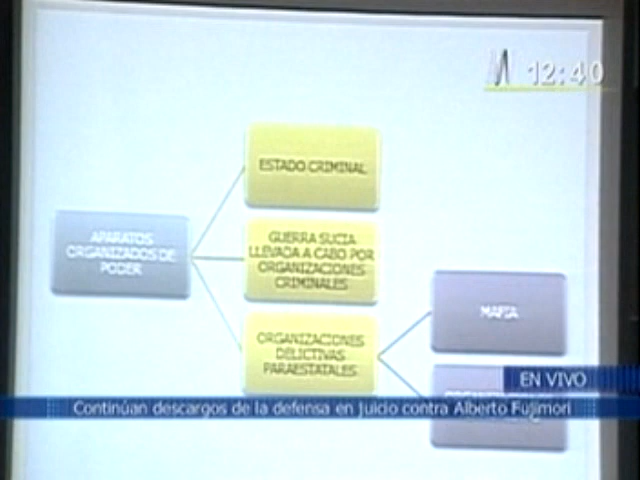 12:40
ESTADO CRIMINAL
APARATOS
ORGANIZADOS DE
PODER
GUERRA SUCIA
LLEVADA A CABO POR
ORGANIZACIONES
CRIMINALES
ORGANIZACIONES
DELICTIVAS
PARAESTATALES
MAFIA
EN VIVO
Continúan descargos de la defensa en juicio contra Alberto Fujimori